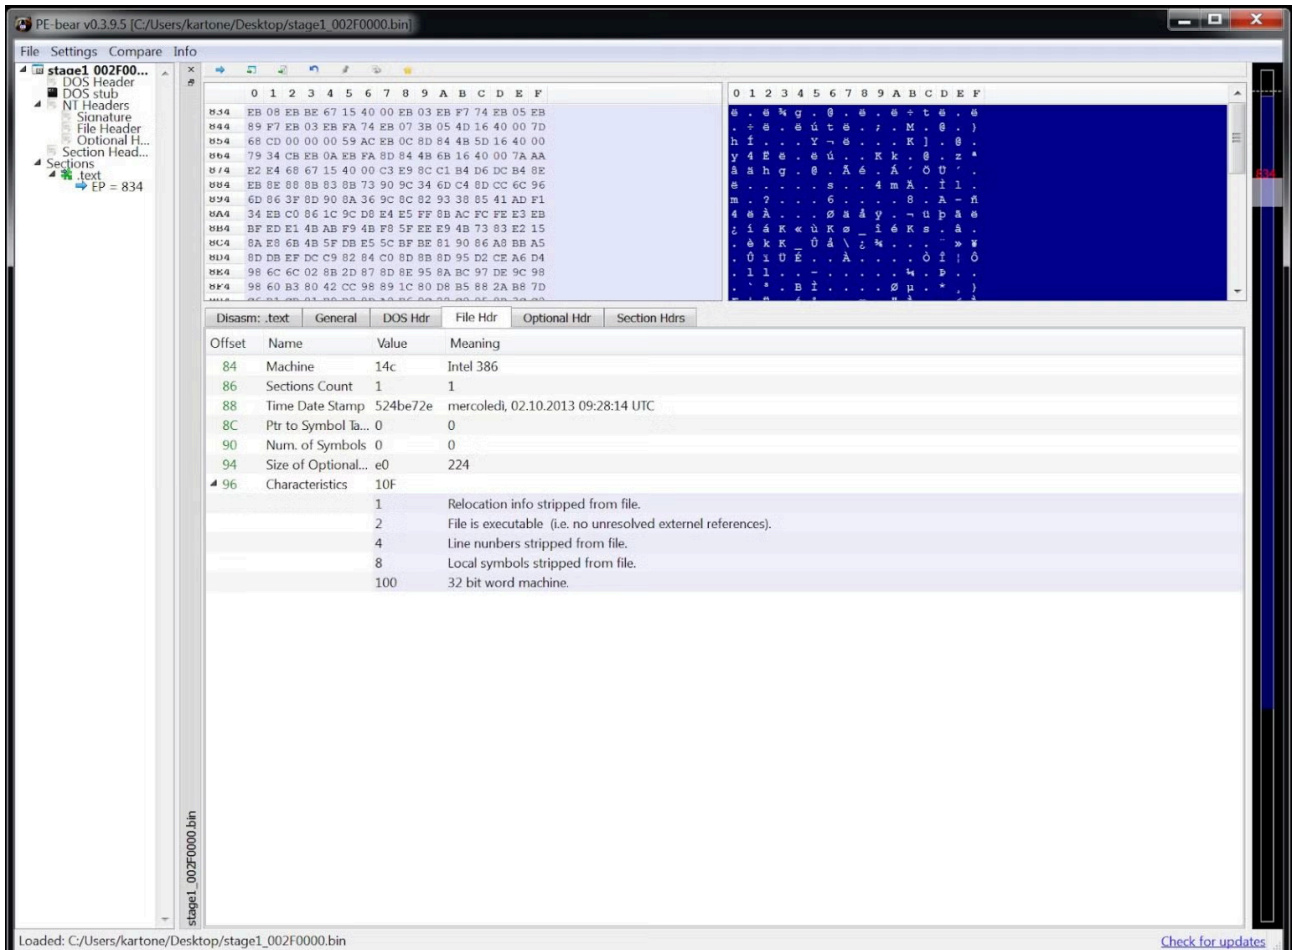 PE-bear v0.3.9.5 [C:/Users/kartone/Desktop/stage1_002F0000.bin]
File Settings Compare Info
stage1_002F00...
DOS Header
DOS stub
NT Headers
Signature
File Header
Optional H...
Section Head...
Sections
.text
EP = 834
stage1_002F0000.bin
0 1 2 3 4 5 6 7 8 9 A B C D E F
834 EB 08 EB BE 67 15 40 00 EB 03 EB F7 74 EB 05 EB
844 89 F7 EB 03 EB FA 74 EB 07 3B 05 4D 16 40 00 7D
854 68 CD 00 00 00 59 AC EB 0C 8D 84 4B 5D 16 40 00
864 79 34 CB EB 0A EB FA 8D 84 4B 6B 16 40 00 7A AA
874 E2 E4 68 67 15 40 00 C3 E9 8C C1 B4 D6 DC B4 8E
884 EB 8E 88 8B 83 8B 73 90 9C 34 6D C4 8D CC 6C 96
894 6D 86 3F 8D 90 8A 36 9C 8C 82 93 38 85 41 AD F1
8A4 34 EB C0 86 1C 9C D8 E4 E5 FF 8B AC FC FE E3 EB
8B4 BF ED E1 4B AB F9 4B F8 5F EE E9 4B 73 83 E2 15
8C4 8A E8 6B 4B 5F DB E5 5C BF BE 81 90 86 A8 BB A5
8D4 8D DB EF DC C9 82 84 C0 8D 8B 8D 95 D2 CE A6 D4
8E4 98 6C 6C 02 8B 2D 87 8D 8E 95 8A BC 97 DE 9C 98
8F4 98 60 B3 80 42 CC 98 89 1C 80 D8 B5 88 2A B8 7D
0 1 2 3 4 5 6 7 8 9 A B C D E F
ë . ë ¾ g . @ . ë . ë ÷ t ë . ë
. ÷ ë . ë ú t ë . ; . M . @ . }
h Í . . . Y ¬ ë . . . K ] . @ .
y 4 Ë ë . ë ú . . K k . @ . z ª
â ä h g . @ . Ã é . Á ´ Ö Ü ´ .
ë . . . . . s . . 4 m Ä . Ì l .
m . ? . . . 6 . . . . 8 . A - ñ
4 ë À . . . Ø ä å ÿ . ¬ ü þ ã ë
¿ í á K « ù K ø _ î é K s . â .
. è k K _ Û å \ ¿ ¾ . . . ¨ » ¥
. Û ï Ü É . . À . . . . Ò Î ¦ Ô
. l l . . - . . . . . ¼ . Þ . .
. ` ³ . B Ì . . . . Ø µ . * ¸ }
834
Disasm: .text General DOS Hdr File Hdr Optional Hdr Section Hdrs
Offset Name Value Meaning
84 Machine 14c Intel 386
86 Sections Count 1 1
88 Time Date Stamp 524be72e mercoledì, 02.10.2013 09:28:14 UTC
8C Ptr to Symbol Ta... 0 0
90 Num. of Symbols 0 0
94 Size of Optional... e0 224
96 Characteristics 10F
1 Relocation info stripped from file.
2 File is executable (i.e. no unresolved externel references).
4 Line nunbers stripped from file.
8 Local symbols stripped from file.
100 32 bit word machine.
Loaded: C:/Users/kartone/Desktop/stage1_002F0000.bin
Check for updates